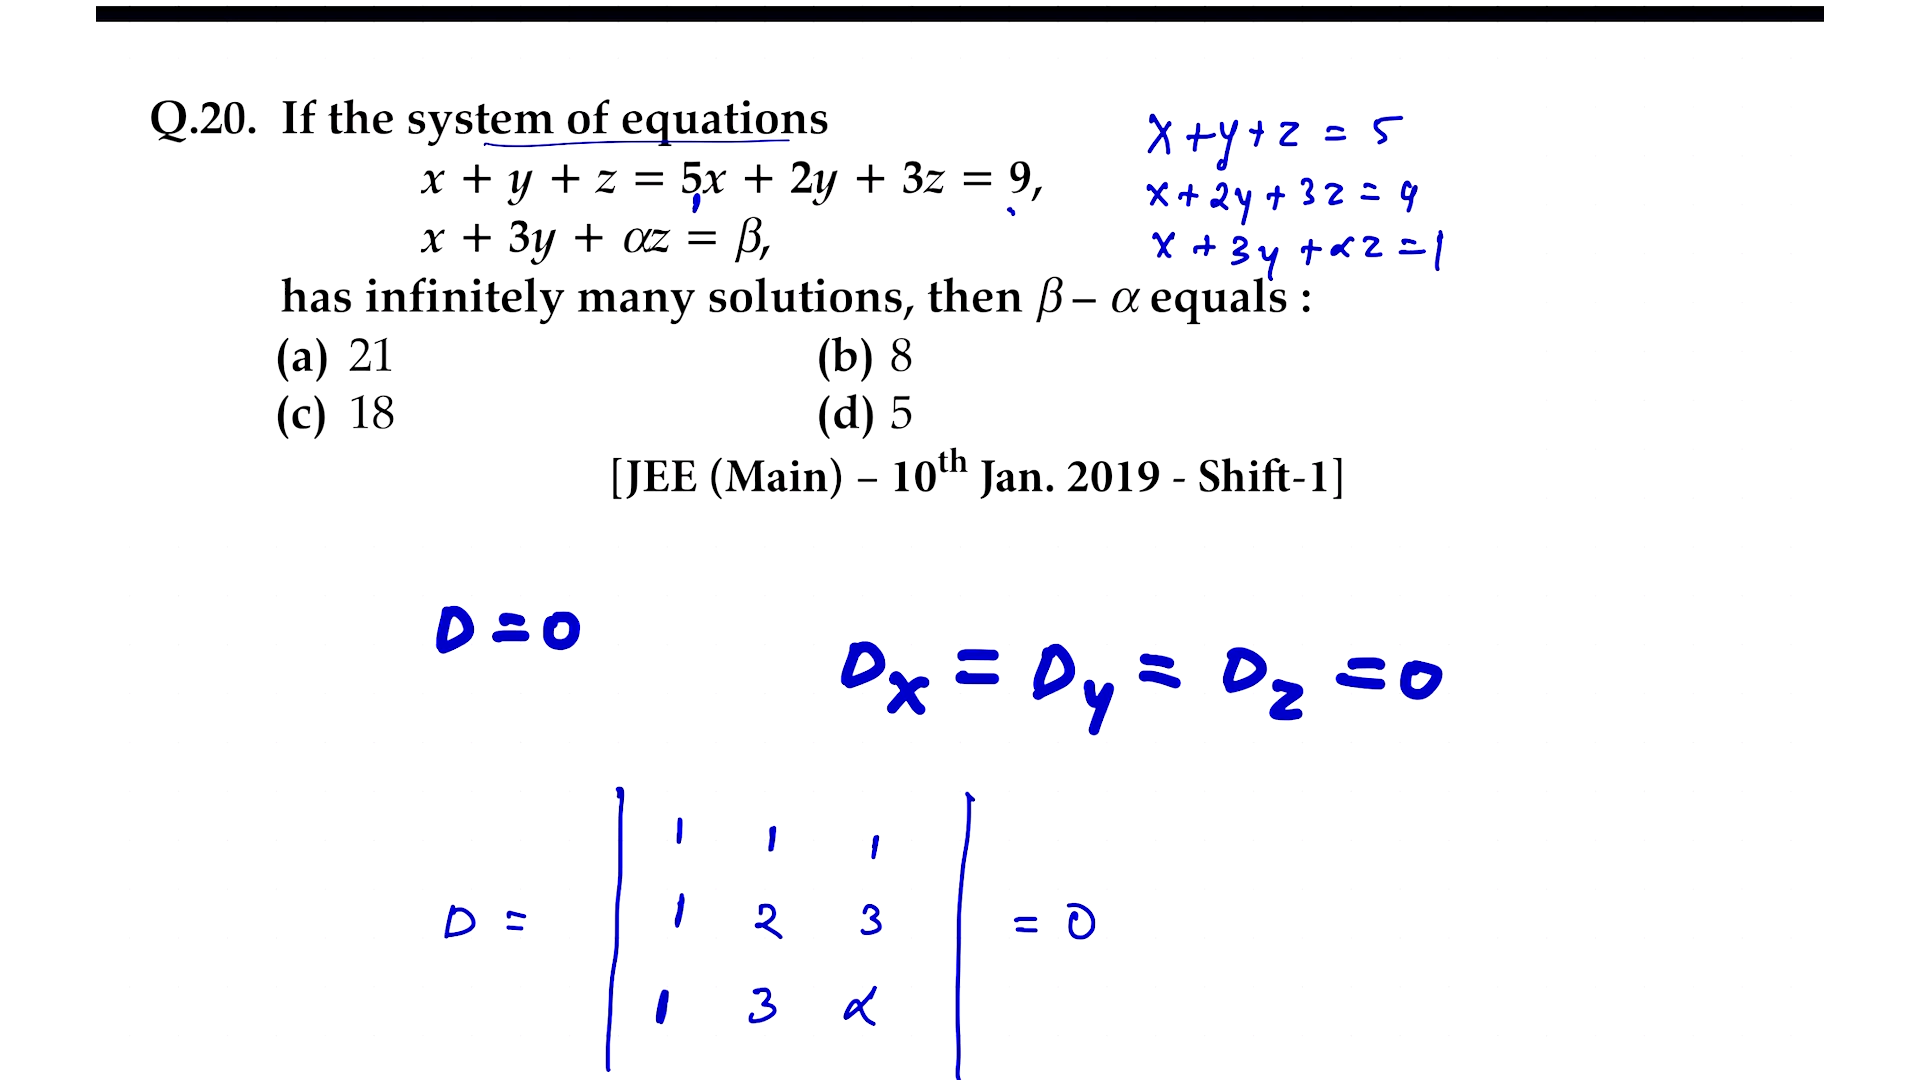 Q.20. If the system of equations
x + y + z = 5x + 2y + 3z = 9,
x + 3y + αz = β,
has infinitely many solutions, then β – α equals :
(a) 21 (b) 8
(c) 18 (d) 5
[JEE (Main) – 10th Jan. 2019 - Shift-1]
x + y + z = 5
x + 2y + 3z = 9
x + 3y + αz = 1
D = 0
Dx = Dy = Dz = 0
1 1 1
D = 1 2 3 = 0
1 3 α